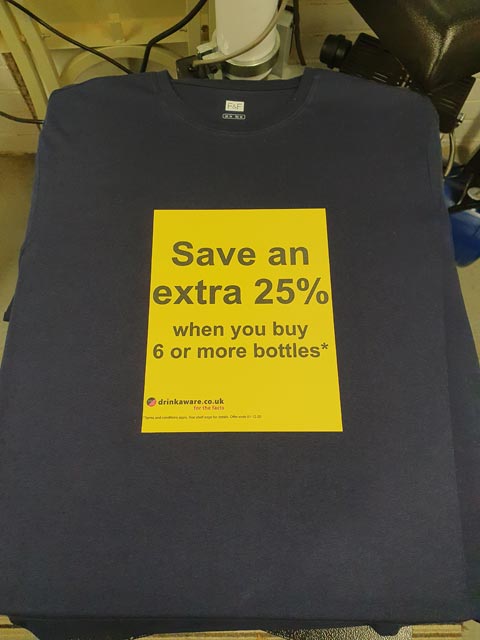 F&F
Save an
extra 25%
when you buy
6 or more bottles*
drinkaware.co.uk
for the facts